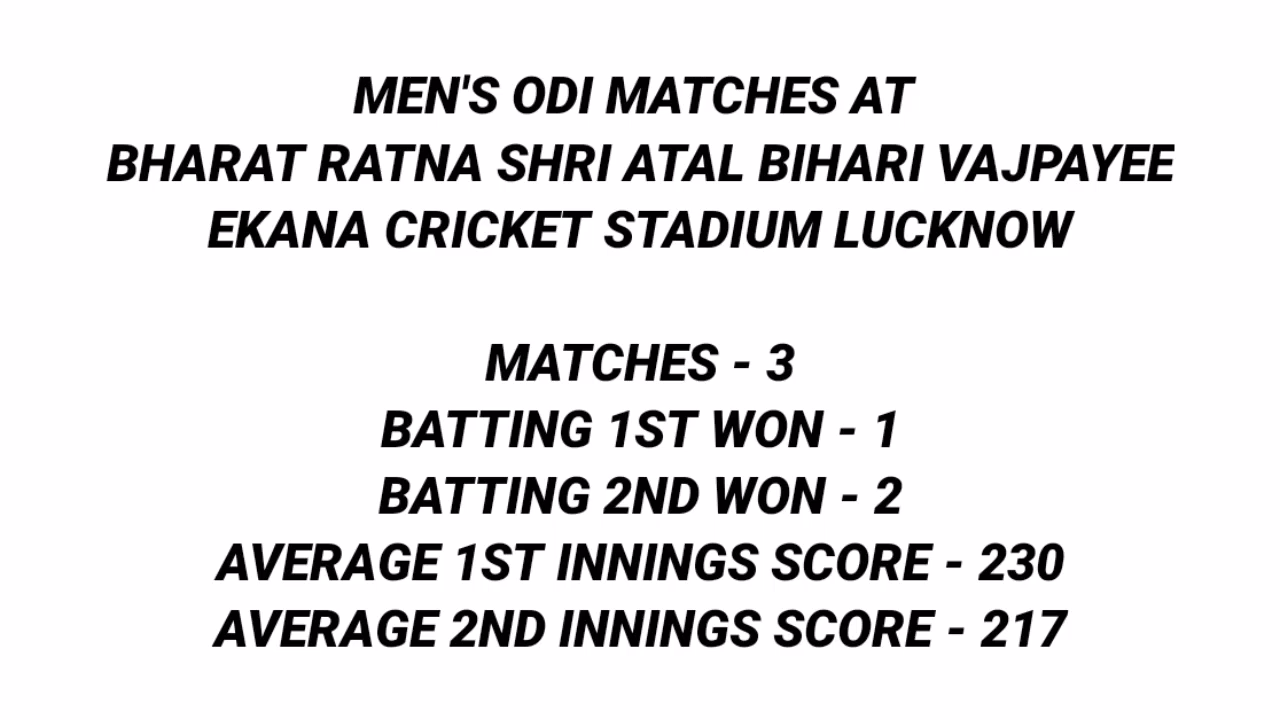 MEN'S ODI MATCHES AT
BHARAT RATNA SHRI ATAL BIHARI VAJPAYEE
EKANA CRICKET STADIUM LUCKNOW
MATCHES - 3
BATTING 1ST WON - 1
BATTING 2ND WON - 2
AVERAGE 1ST INNINGS SCORE - 230
AVERAGE 2ND INNINGS SCORE - 217